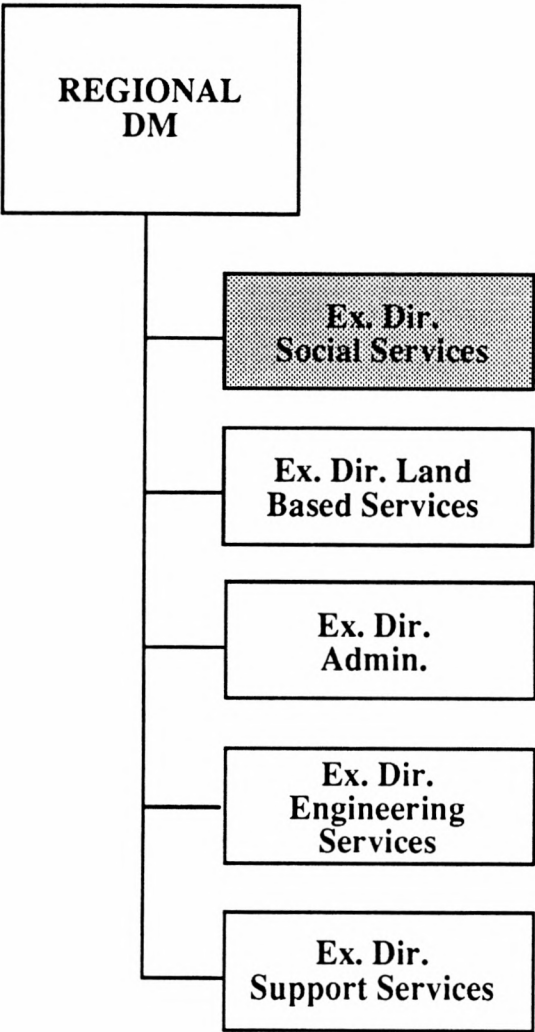 REGIONAL
DM
Ex. Dir.
Social Services
Ex. Dir. Land
Based Services
Ex. Dir.
Admin.
Ex. Dir.
Engineering
Services
Ex. Dir.
Support Services